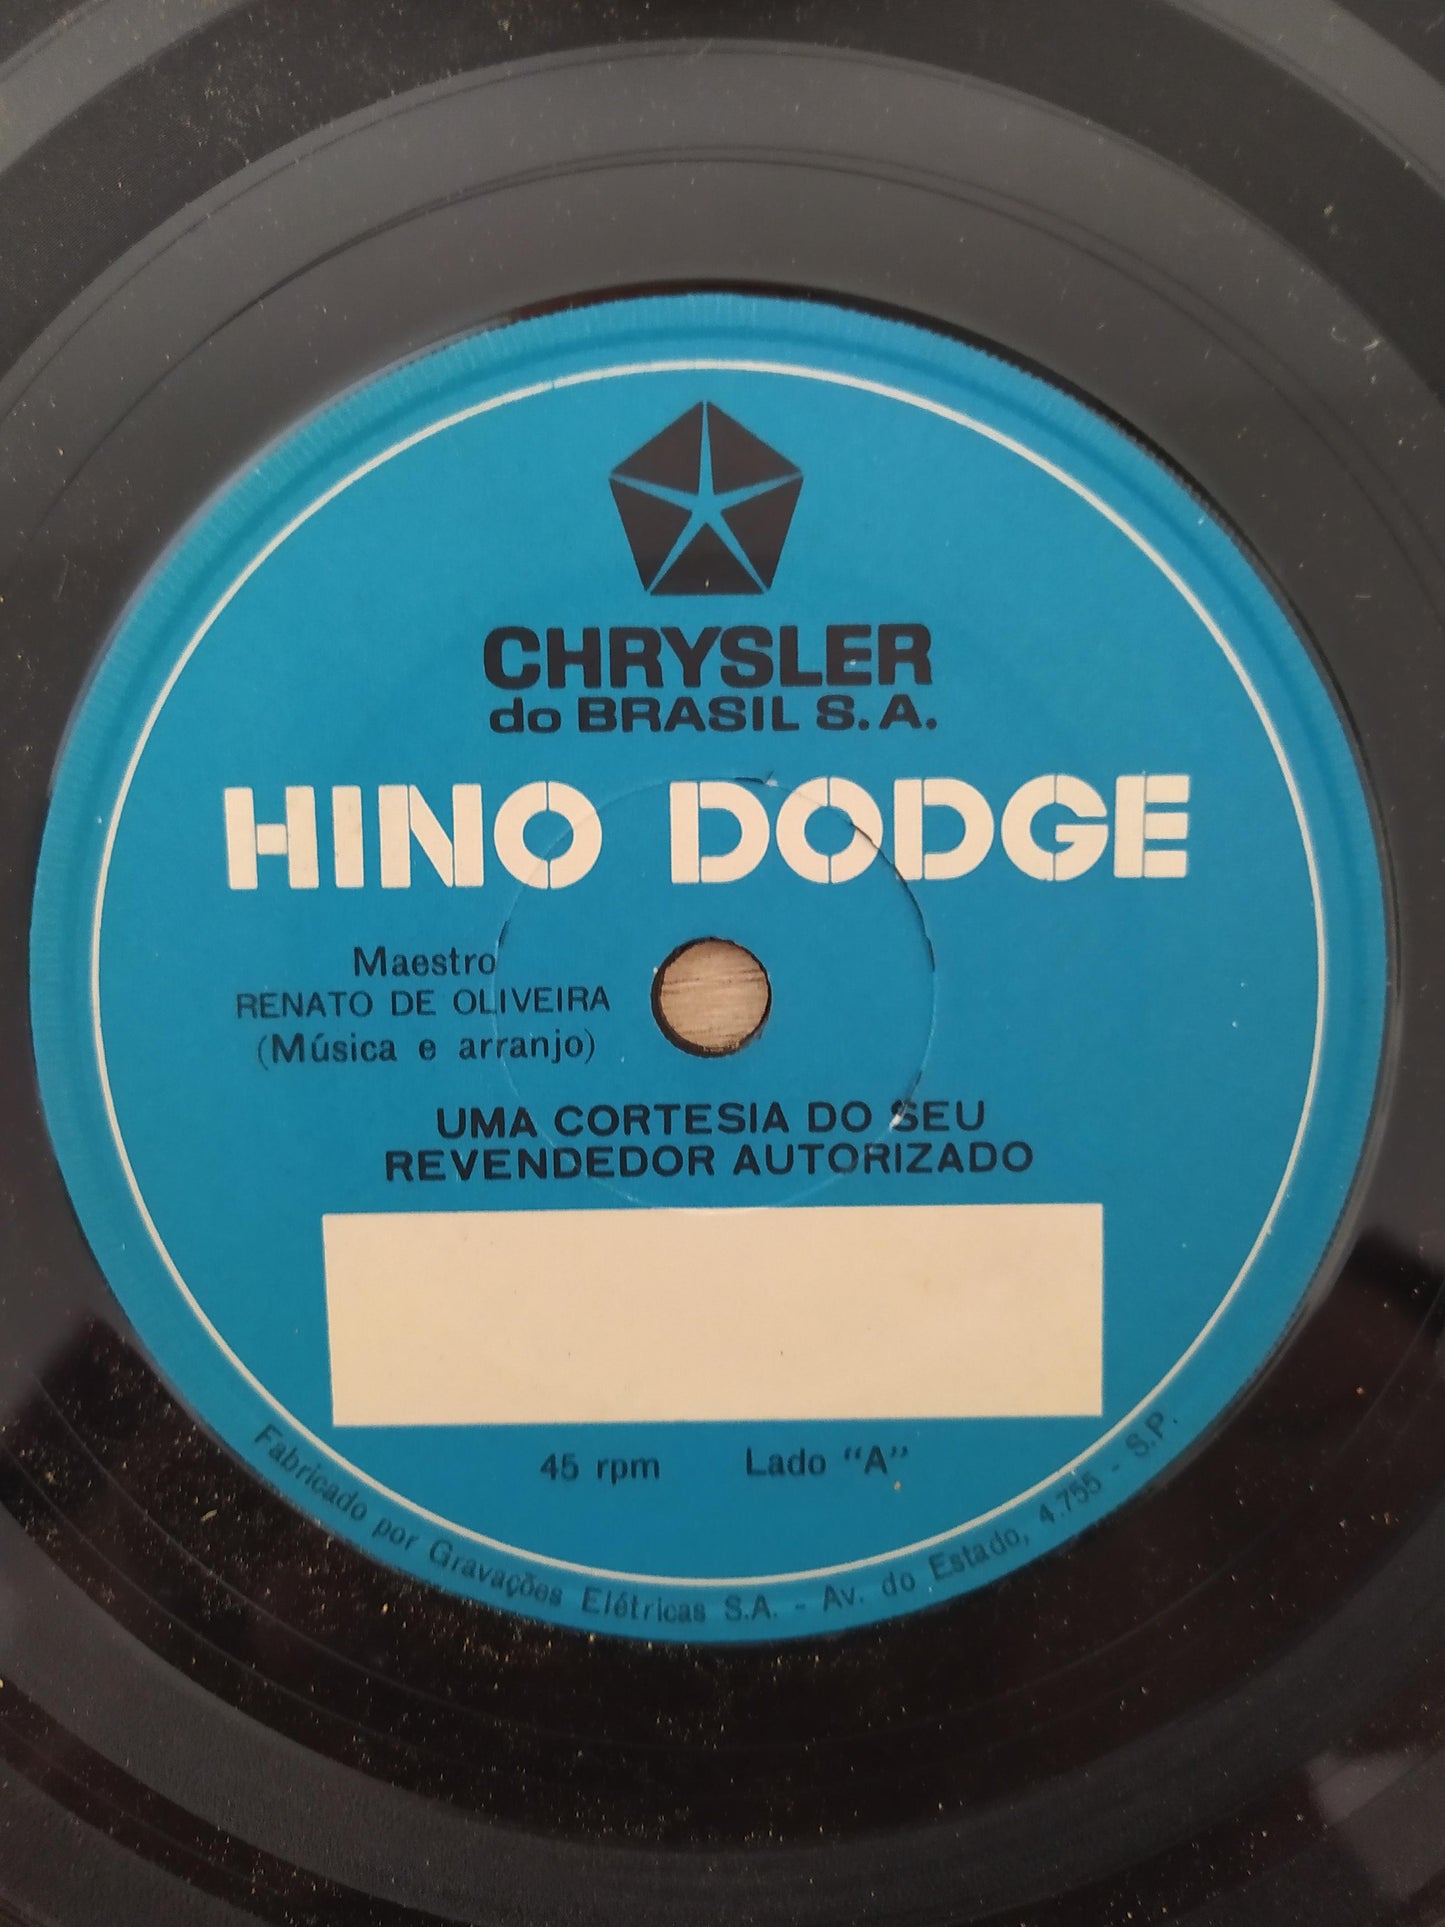 CHRYSLER
do BRASIL S.A.
HINO DODGE
Maestro
RENATO DE OLIVEIRA
(Música e arranjo)
UMA CORTESIA DO SEU
REVENDEDOR AUTORIZADO
45 rpm Lado “A”
Fabricado por Gravações Elétricas S.A. - Av. do Estado, 4.755 - S.P.